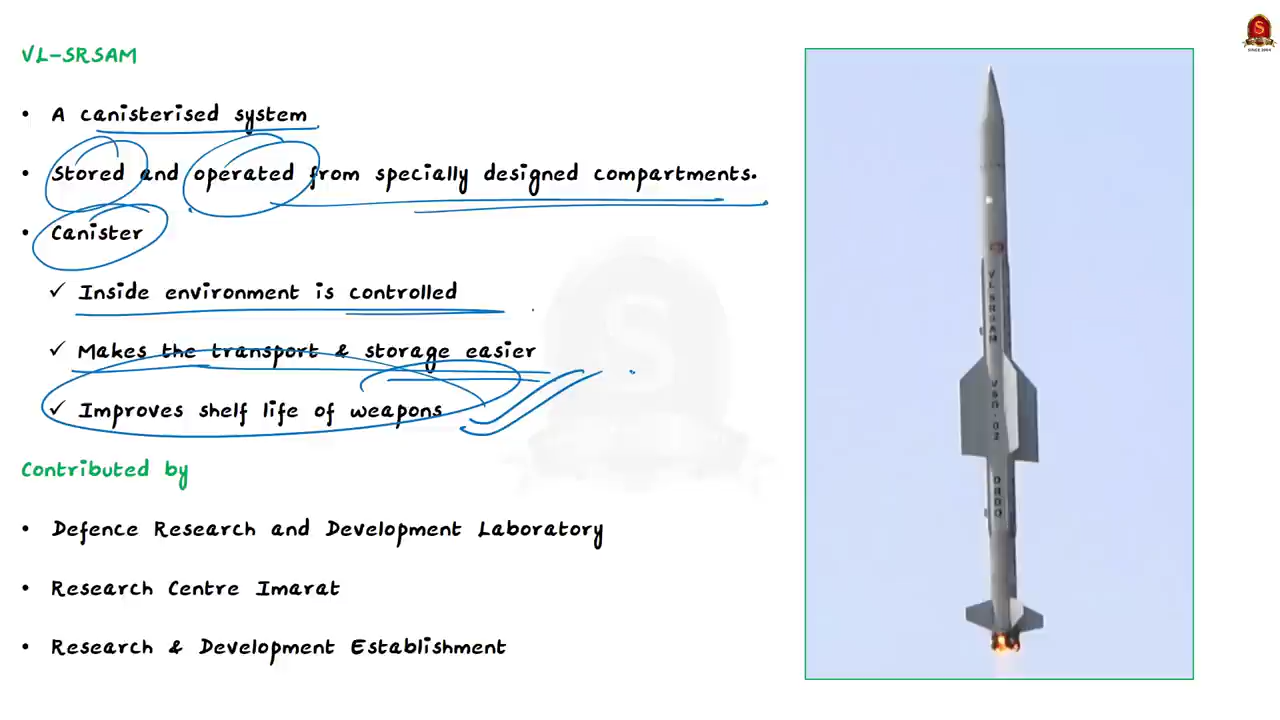 VL-SRSAM
• A canisterised system
• Stored and operated from specially designed compartments.
• Canister
✓ Inside environment is controlled
✓ Makes the transport & storage easier
✓ Improves shelf life of weapons
Contributed by
• Defence Research and Development Laboratory
• Research Centre Imarat
• Research & Development Establishment
VL-SRSAM
DRDO
S
SINCE 2004
S